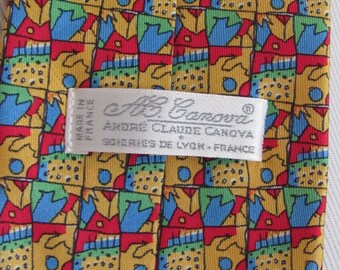 MADE IN
FRANCE
A.C. Canova®
ANDRÉ CLAUDE CANOVA
SOIERIES DE LYON - FRANCE